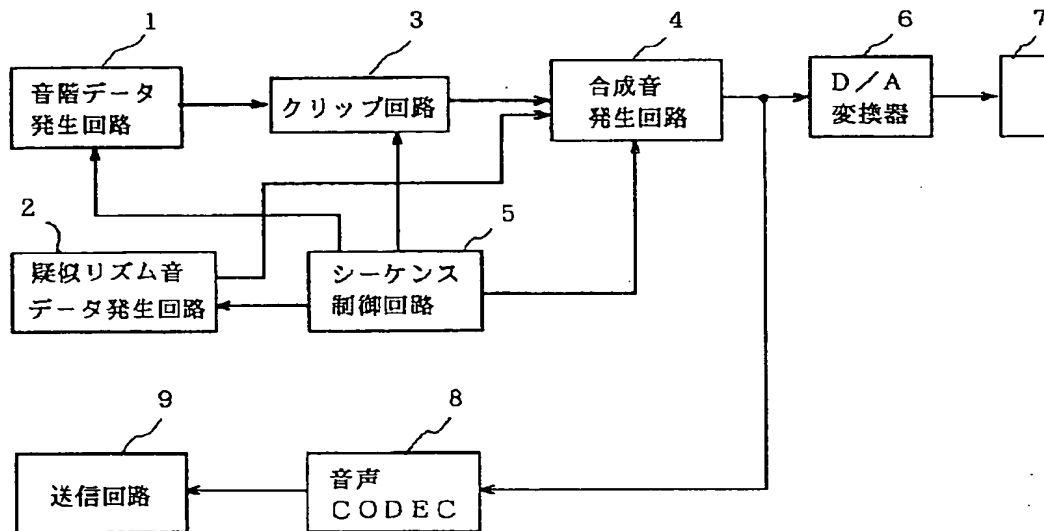 1
3
4
6
7
音階データ
発生回路
クリップ回路
合成音
発生回路
D/A
変換器
2
5
疑似リズム音
データ発生回路
シーケンス
制御回路
9
8
送信回路
音声
CODEC